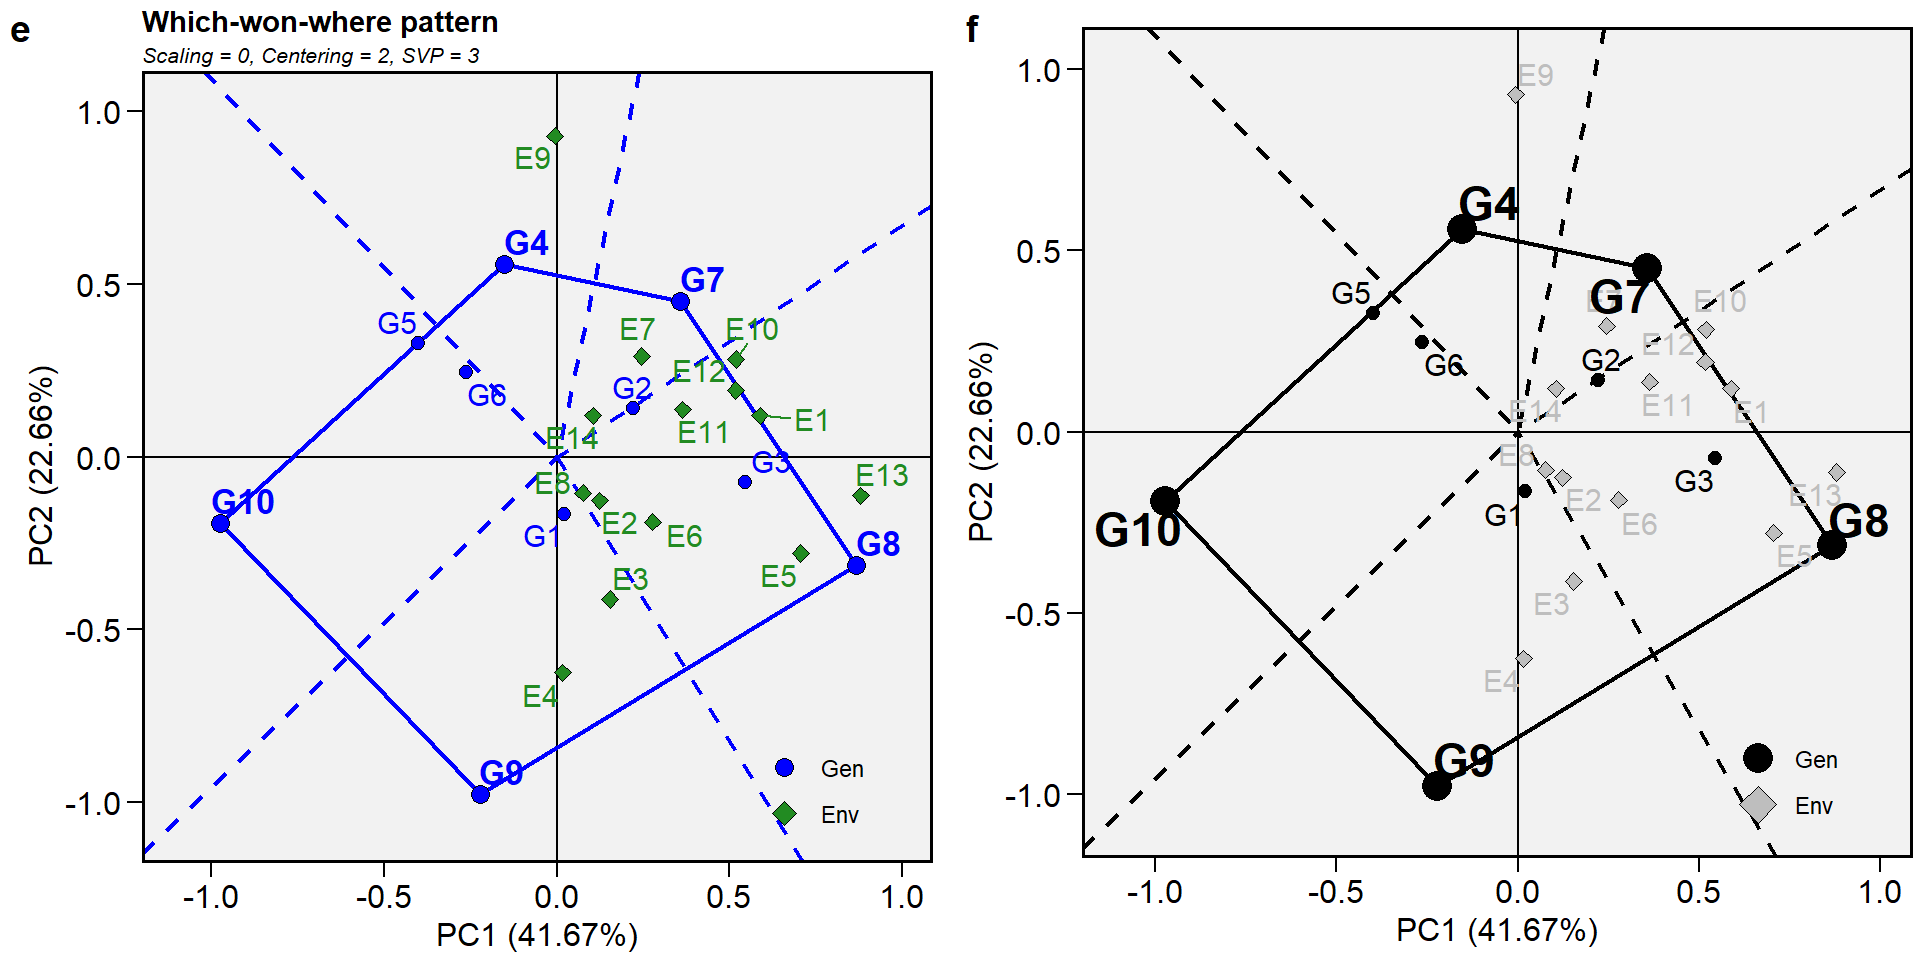 e
Which-won-where pattern
Scaling = 0, Centering = 2, SVP = 3
PC2 (22.66%)
1.0
0.5
0.0
-0.5
-1.0
E9
G4
G7
G5
E7
E10
G6
E12
G2
E14
E11
E1
G3
E13
G10
E8
E2
G1
E6
G8
E5
E3
E4
G9
Gen
Env
-1.0
-0.5
0.0
0.5
1.0
PC1 (41.67%)
f
PC2 (22.66%)
1.0
0.5
0.0
-0.5
-1.0
E9
G4
G5
E7
G7
E10
G6
E12
G2
E14
E11
E1
E8
G3
E13
G10
G1
E2
E6
G8
E5
E3
E4
G9
Gen
Env
-1.0
-0.5
0.0
0.5
1.0
PC1 (41.67%)